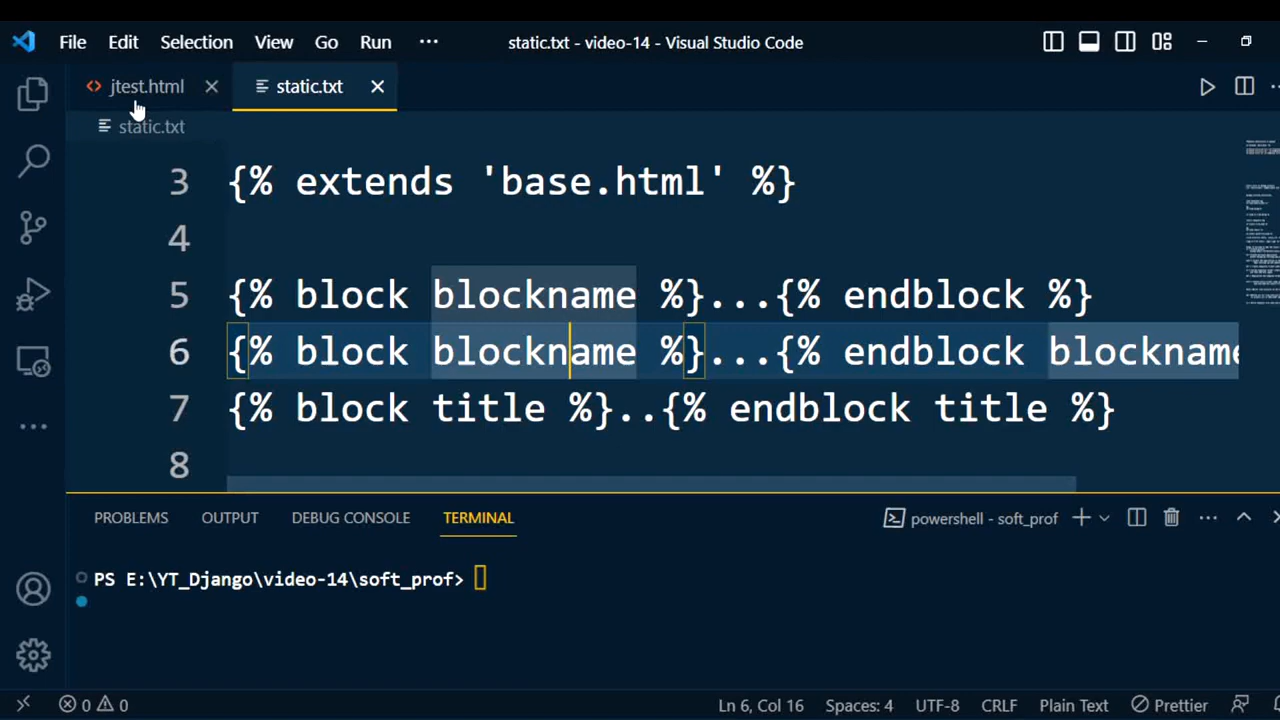 File Edit Selection View Go Run ··· static.txt - video-14 - Visual Studio Code
jtest.html static.txt
static.txt
3 {% extends 'base.html' %}
4
5 {% block blockname %}...{% endblock %}
6 {% block blockname %}...{% endblock blockname
7 {% block title %}..{% endblock title %}
8
PROBLEMS OUTPUT DEBUG CONSOLE TERMINAL powershell - soft_prof
PS E:\YT_Django\video-14\soft_prof>
0 0 Ln 6, Col 16 Spaces: 4 UTF-8 CRLF Plain Text Prettier